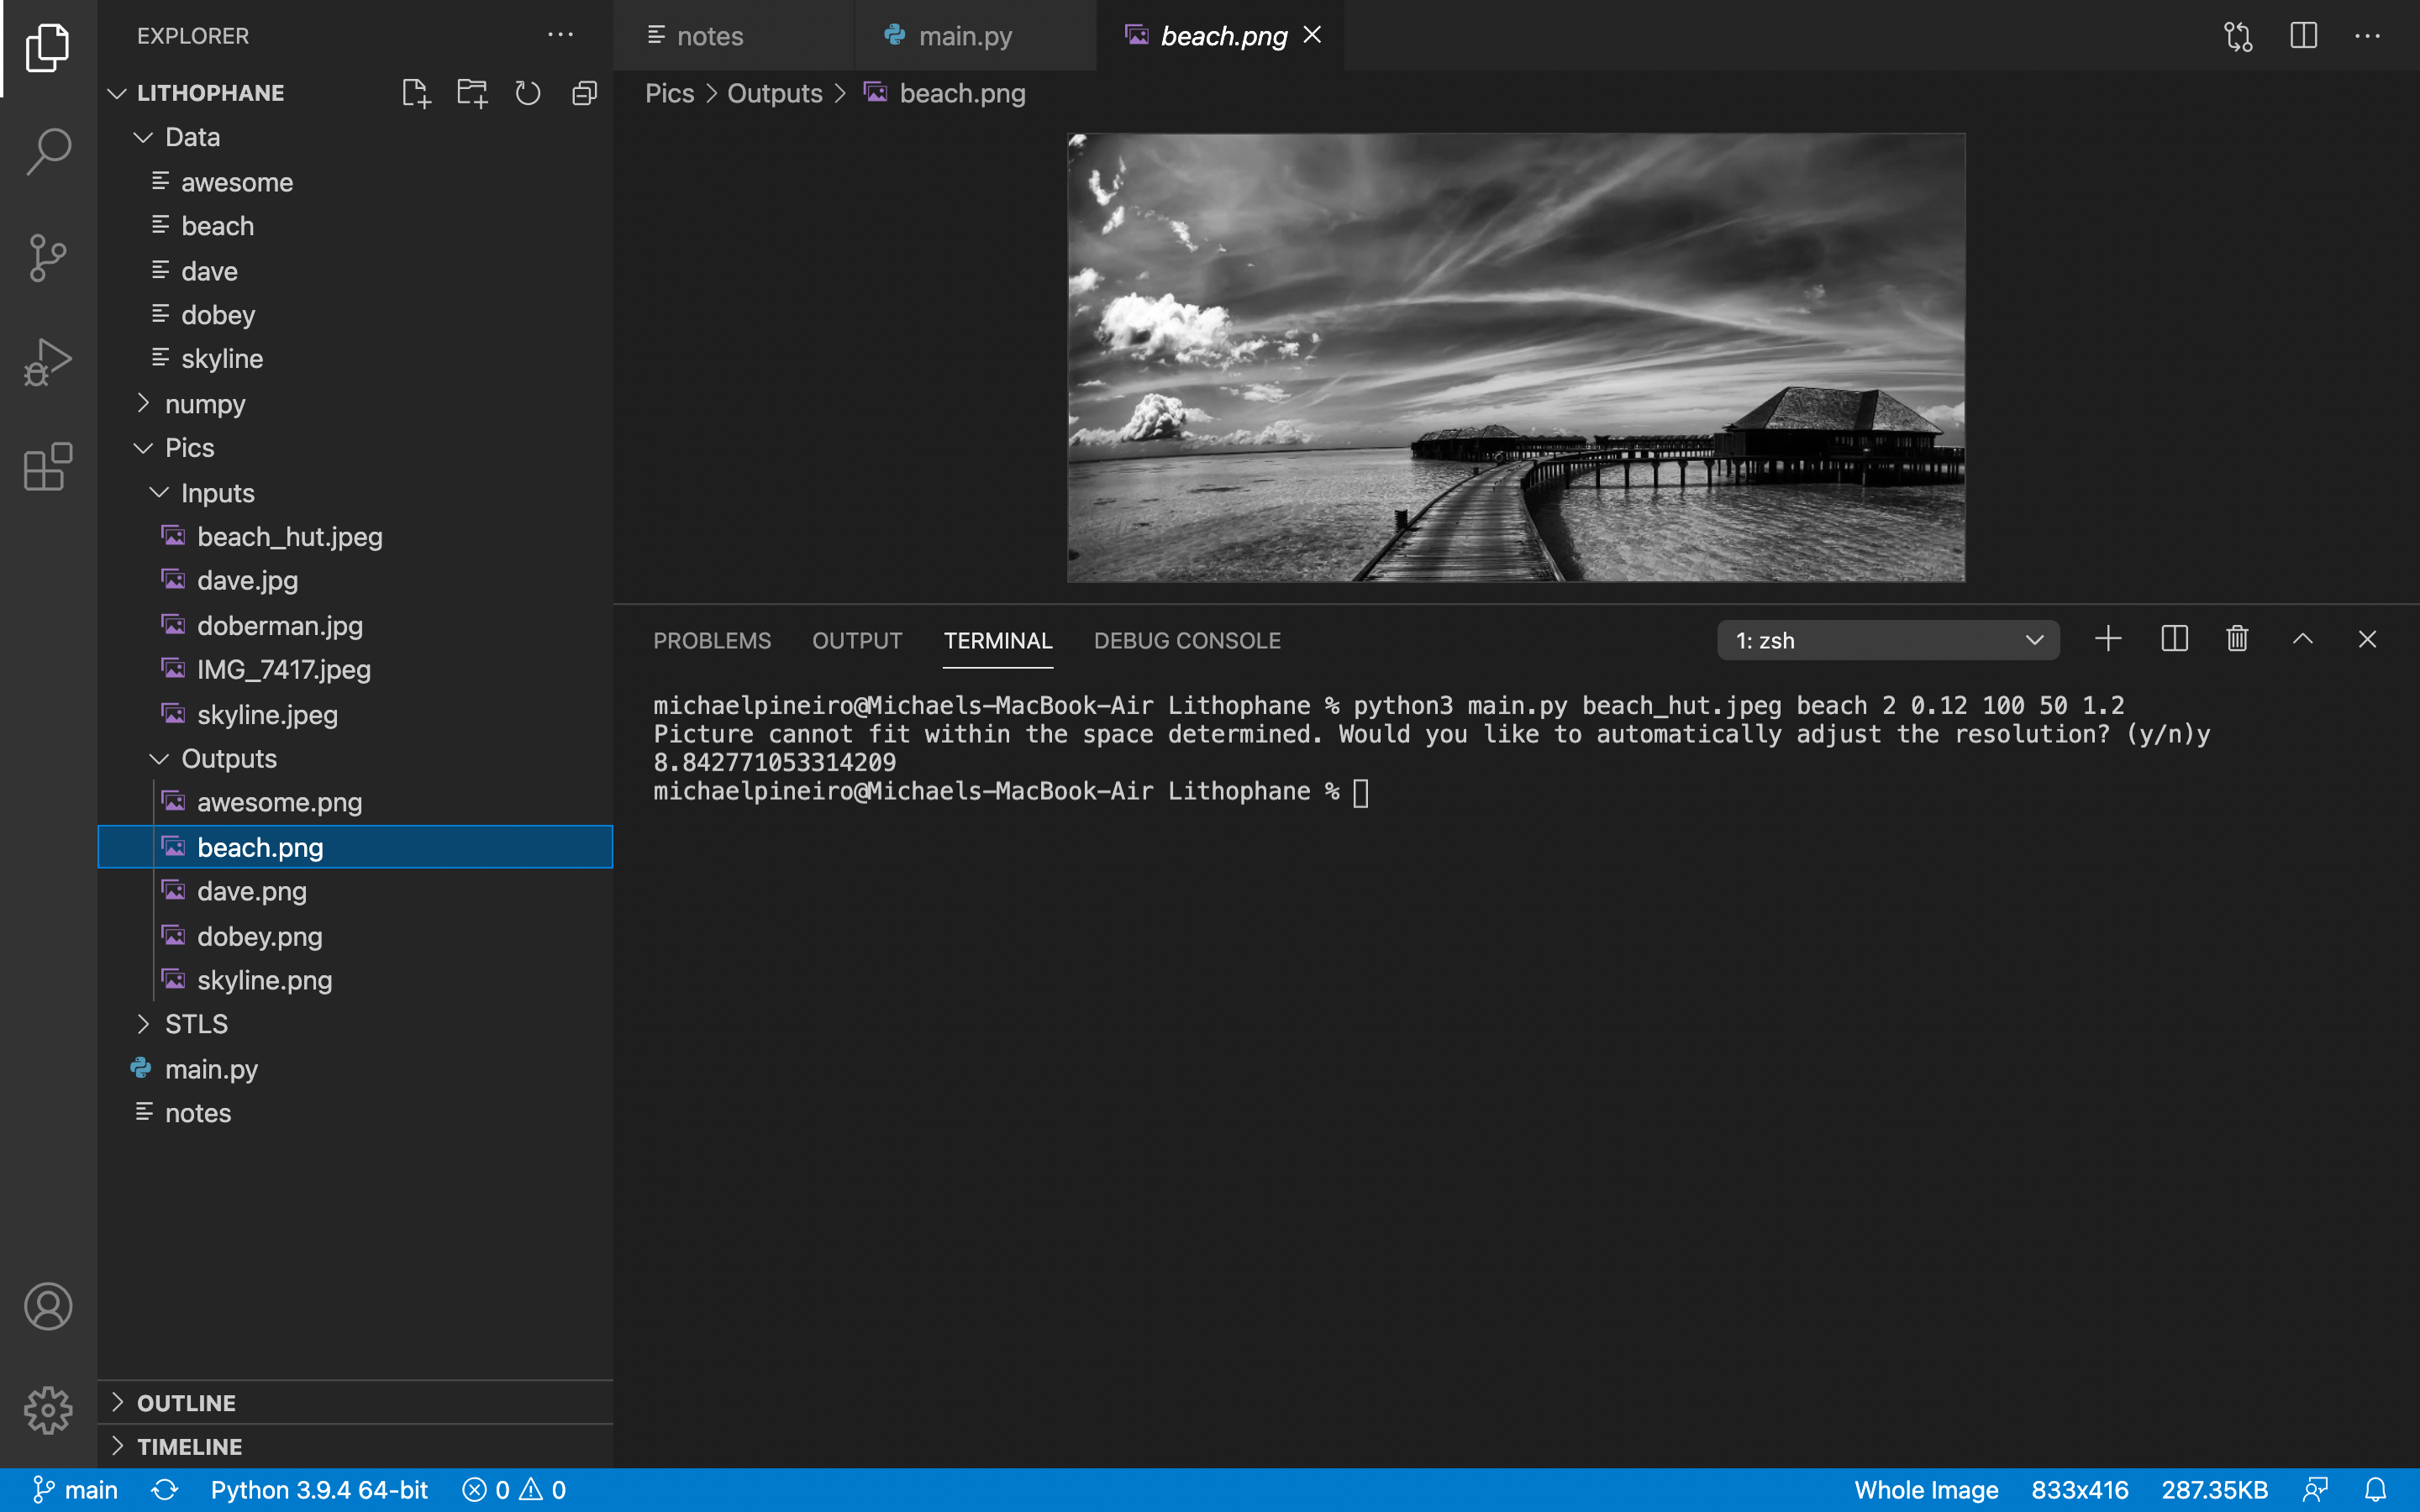 EXPLORER
LITHOPHANE
Data
awesome
beach
dave
dobey
skyline
numpy
Pics
Inputs
beach_hut.jpeg
dave.jpg
doberman.jpg
IMG_7417.jpeg
skyline.jpeg
Outputs
awesome.png
beach.png
dave.png
dobey.png
skyline.png
STLS
main.py
notes
OUTLINE
TIMELINE
notes main.py beach.png
Pics > Outputs > beach.png
PROBLEMS OUTPUT TERMINAL DEBUG CONSOLE 1: zsh
michaelpineiro@Michaels-MacBook-Air Lithophane % python3 main.py beach_hut.jpeg beach 2 0.12 100 50 1.2
Picture cannot fit within the space determined. Would you like to automatically adjust the resolution? (y/n)y
8.842771053314209
michaelpineiro@Michaels-MacBook-Air Lithophane %
main Python 3.9.4 64-bit 0 0 Whole Image 833x416 287.35KB